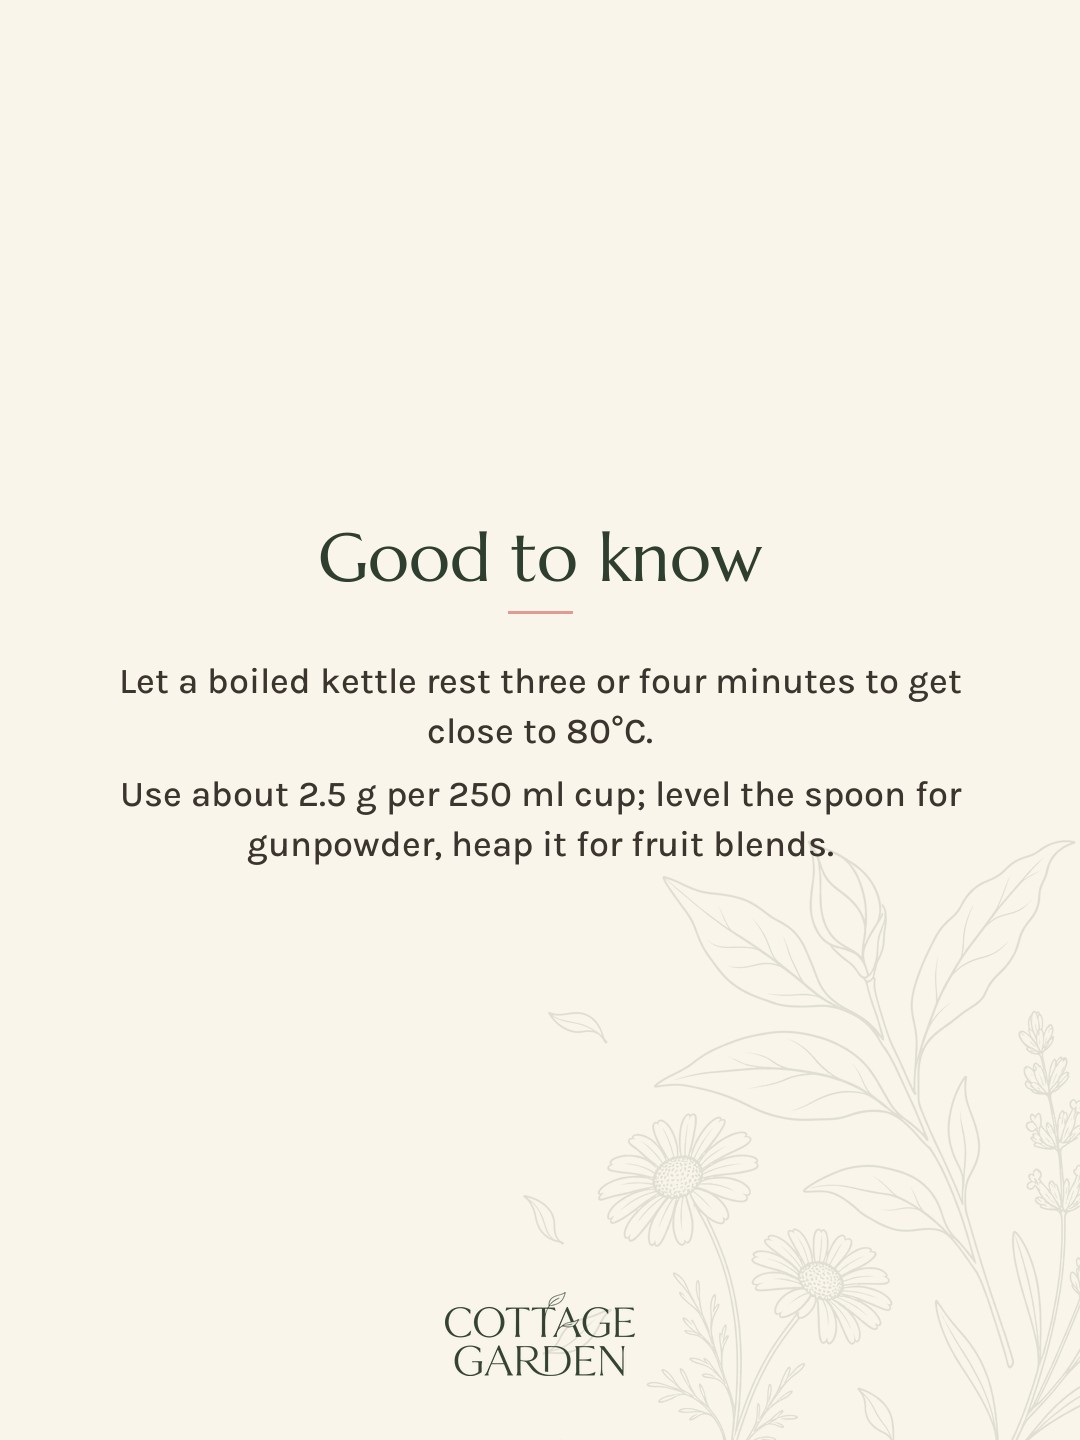 Good to know
Let a boiled kettle rest three or four minutes to get
close to 80°C.
Use about 2.5 g per 250 ml cup; level the spoon for
gunpowder, heap it for fruit blends.
COTTAGE
GARDEN